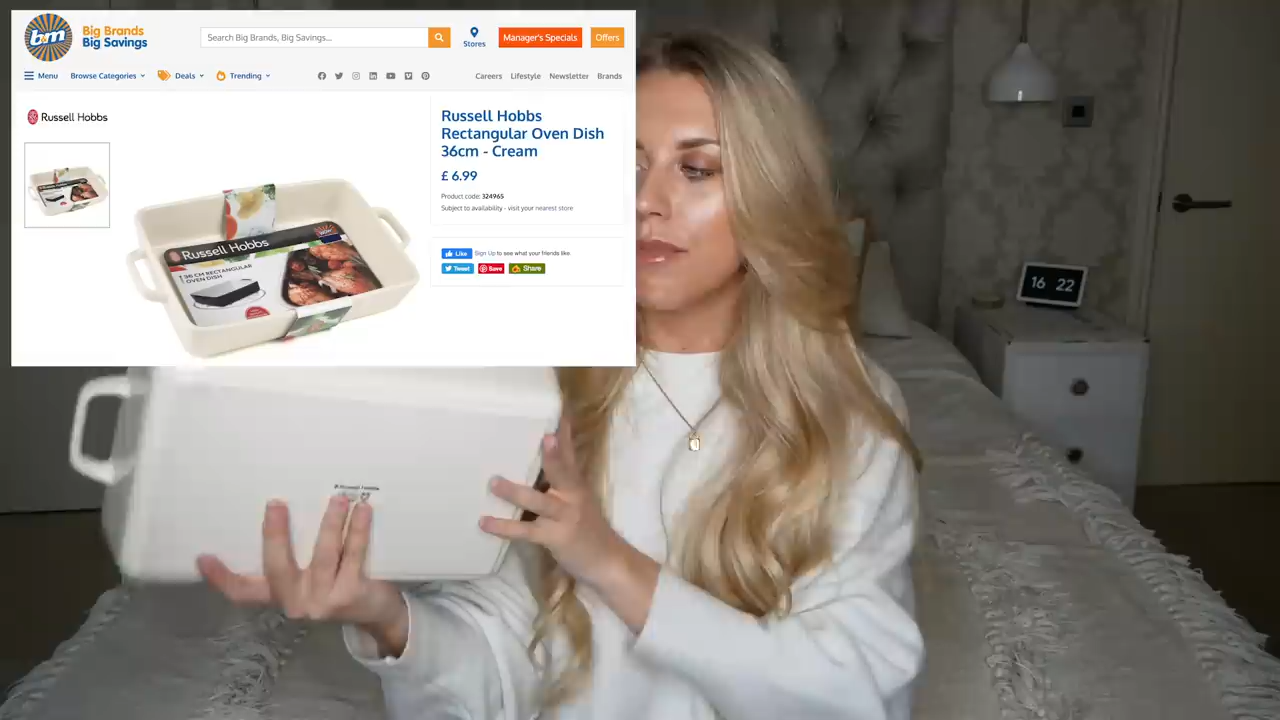 b&m
Big Brands
Big Savings
Search Big Brands, Big Savings...
Stores
Manager's Specials
Offers
Menu
Browse Categories
Deals
Trending
Careers
Lifestyle
Newsletter
Brands
Russell Hobbs
Russell Hobbs
Rectangular Oven Dish
36cm - Cream
£ 6.99
Product code: 324965
Subject to availability - visit your nearest store
Like
Sign Up to see what your friends like.
Tweet
Save
Share
Russell Hobbs
36 CM RECTANGULAR
OVEN DISH
16 22
Russell Hobbs